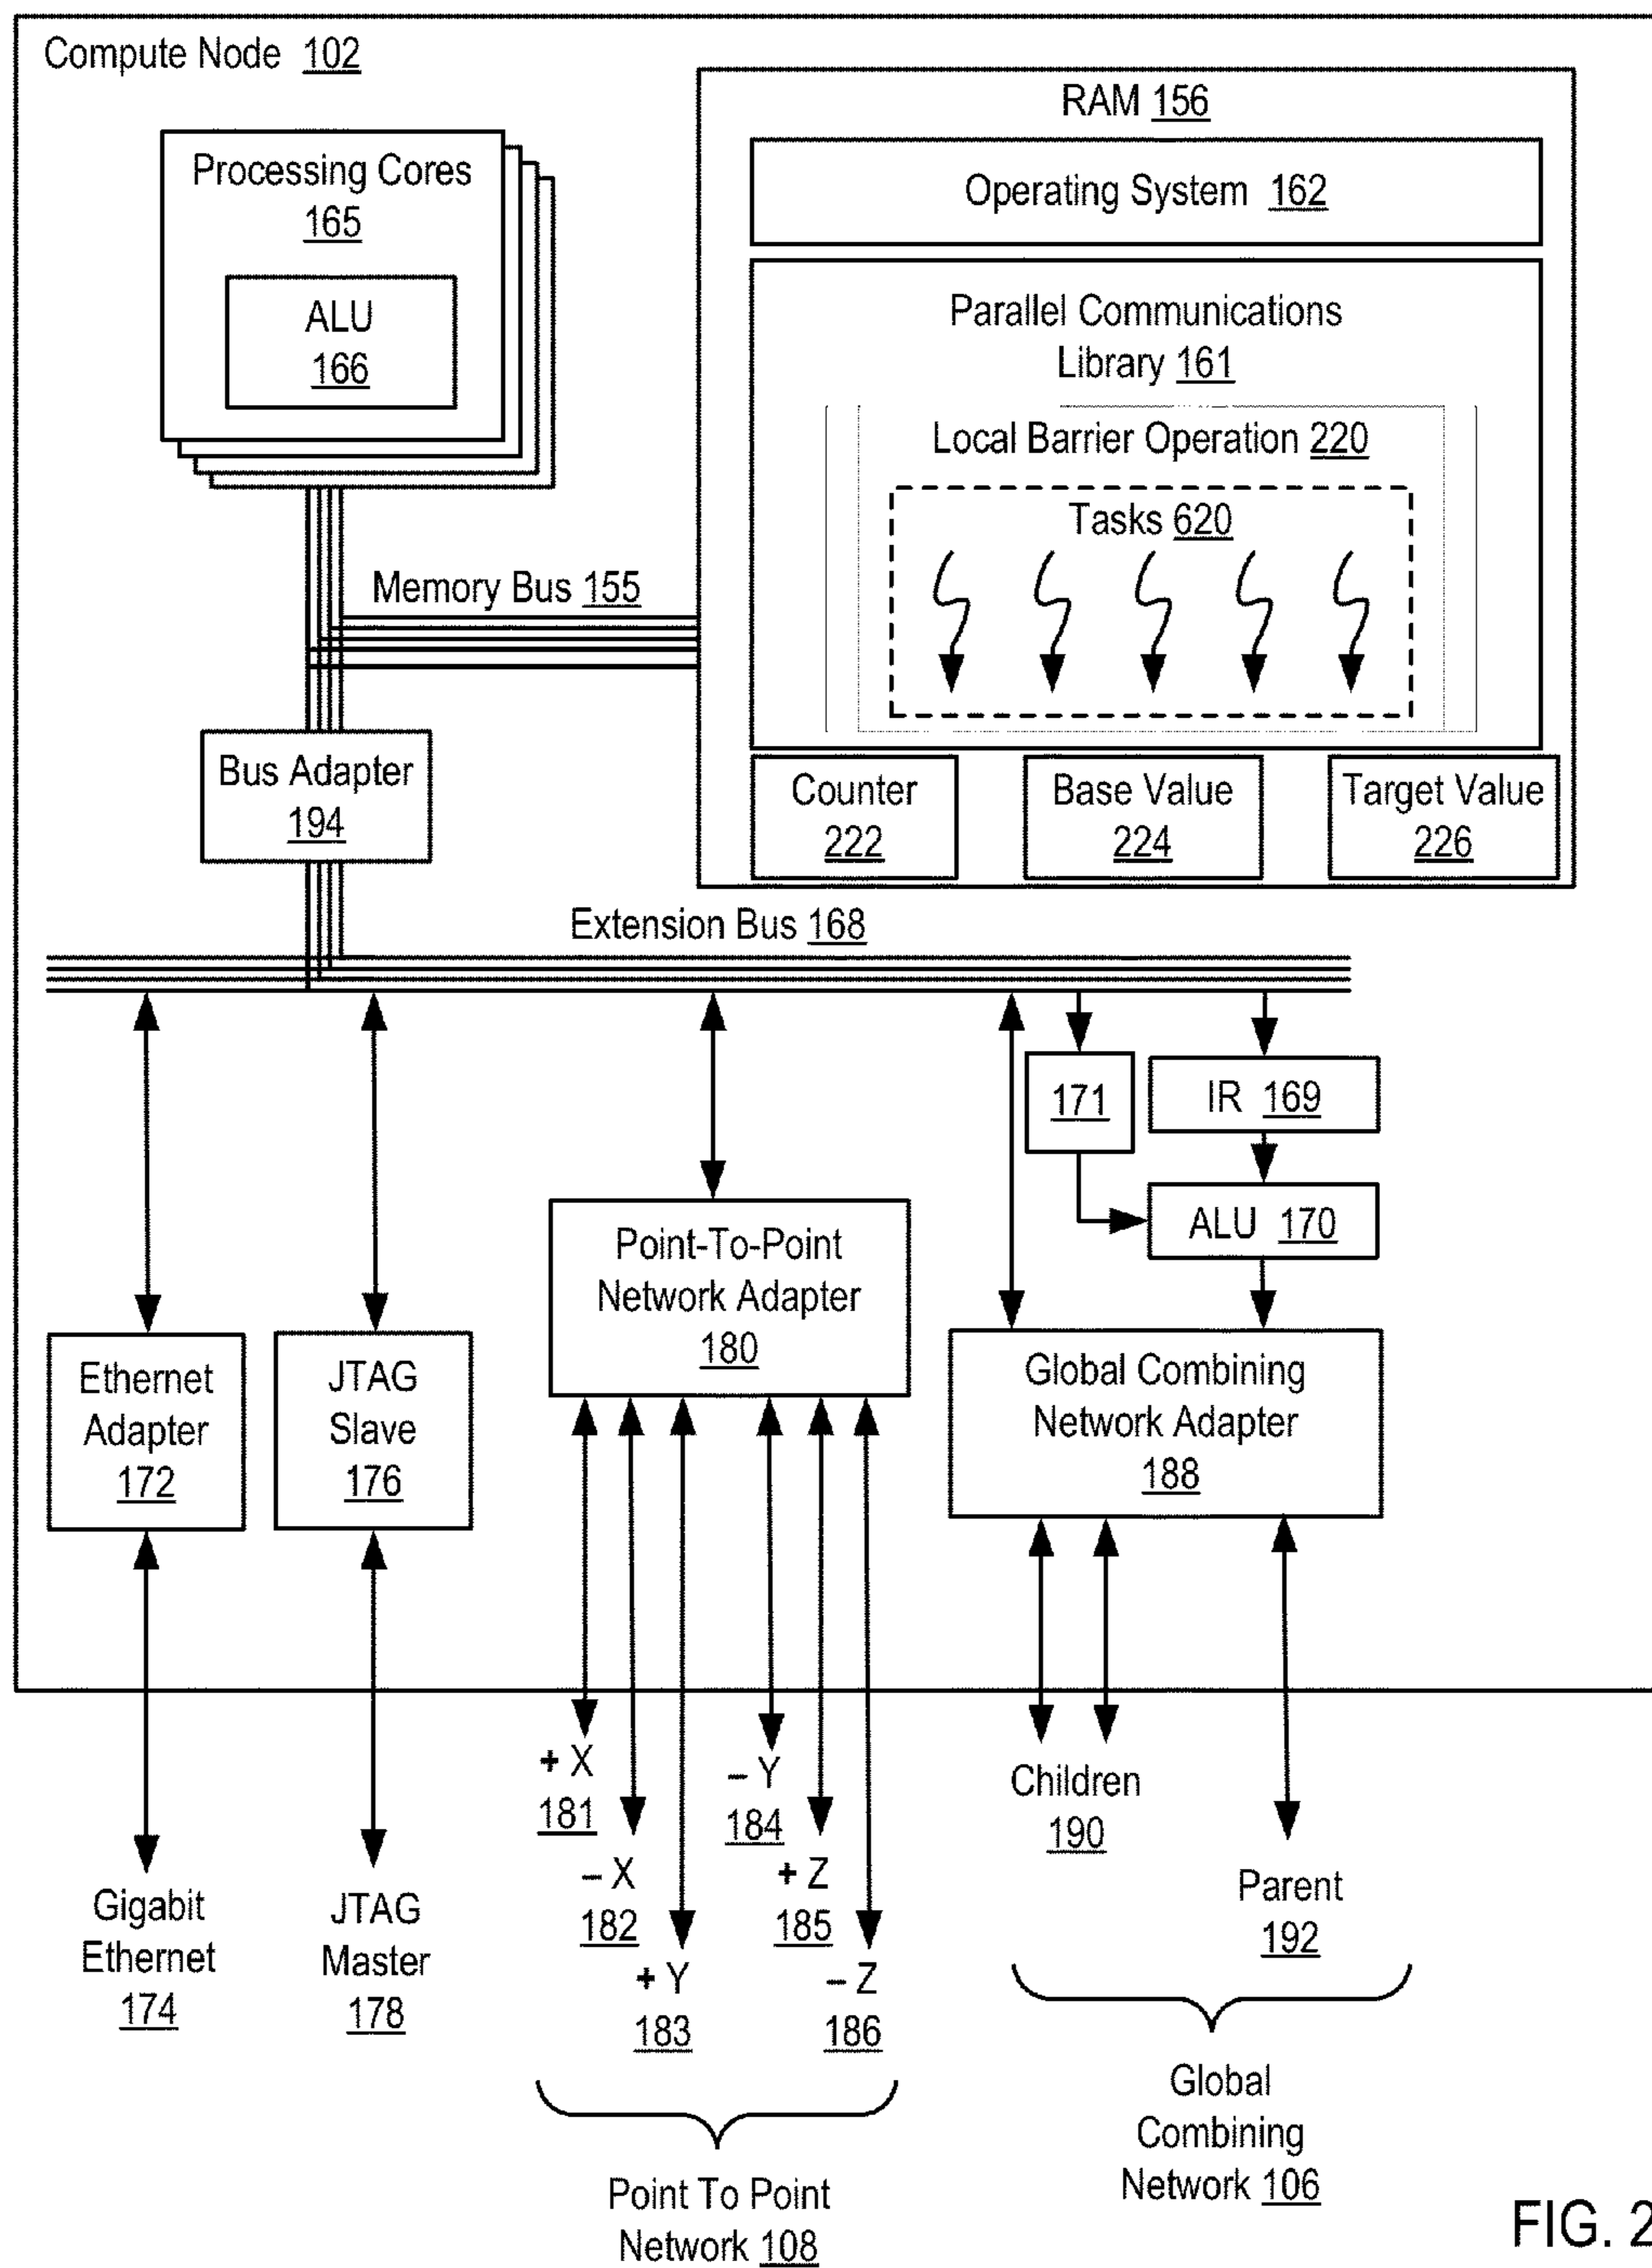 Compute Node 102
RAM 156
Processing Cores
165
ALU
166
Operating System 162
Parallel Communications
Library 161
Local Barrier Operation 220
Tasks 620
Memory Bus 155
Bus Adapter
194
Counter
222
Base Value
224
Target Value
226
Extension Bus 168
171
IR 169
ALU 170
Point-To-Point
Network Adapter
180
Ethernet
Adapter
172
JTAG
Slave
176
Global Combining
Network Adapter
188
+ X
181
– X
182
+ Y
183
– Y
184
+ Z
185
– Z
186
Children
190
Parent
192
Gigabit
Ethernet
174
JTAG
Master
178
Point To Point
Network 108
Global
Combining
Network 106
FIG. 2